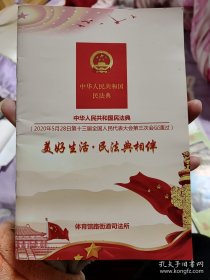 中华人民共和国
民法典
中华人民共和国民法典
（2020年5月28日第十三届全国人民代表大会第三次会议通过）
美好生活·民法典相伴
体育馆路街道司法所